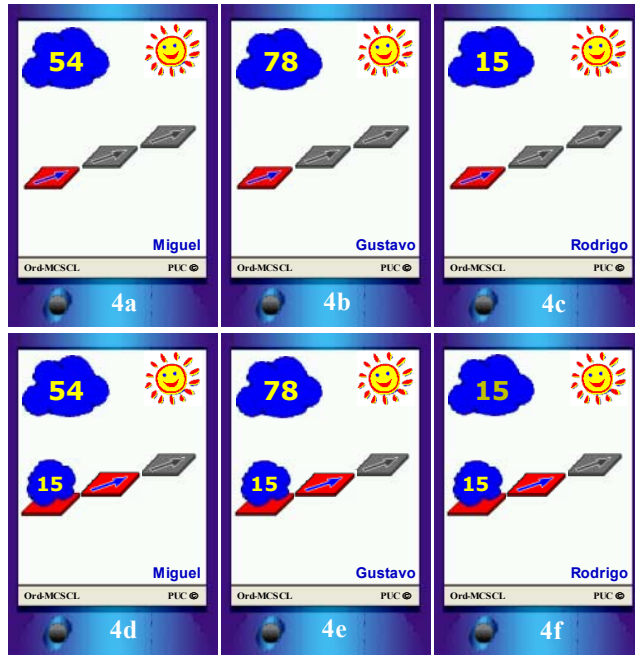 54
Miguel
Ord-MCSCL PUC ©
4a
78
Gustavo
Ord-MCSCL PUC ©
4b
15
Rodrigo
Ord-MCSCL PUC ©
4c
54
15
Miguel
Ord-MCSCL PUC ©
4d
78
15
Gustavo
Ord-MCSCL PUC ©
4e
15
15
Rodrigo
Ord-MCSCL PUC ©
4f